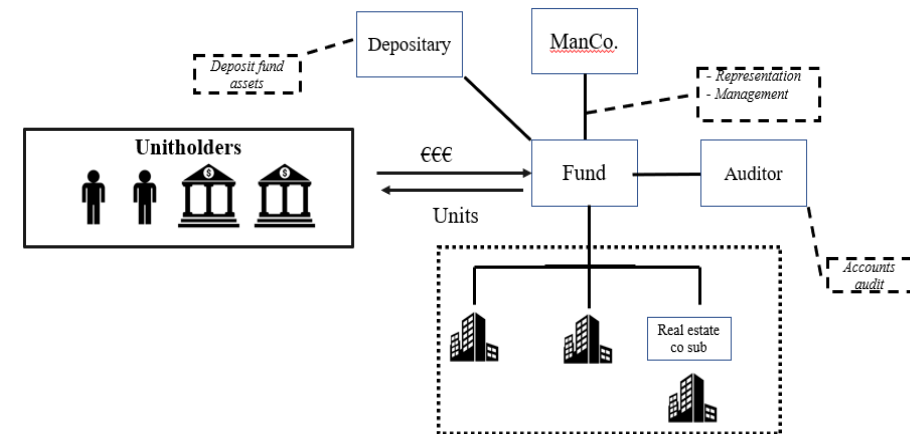 Depositary
ManCo.
Deposit fund
assets
- Representation
- Management
Unitholders
$
$
€€€
Fund
Auditor
Units
Accounts
audit
Real estate
co sub